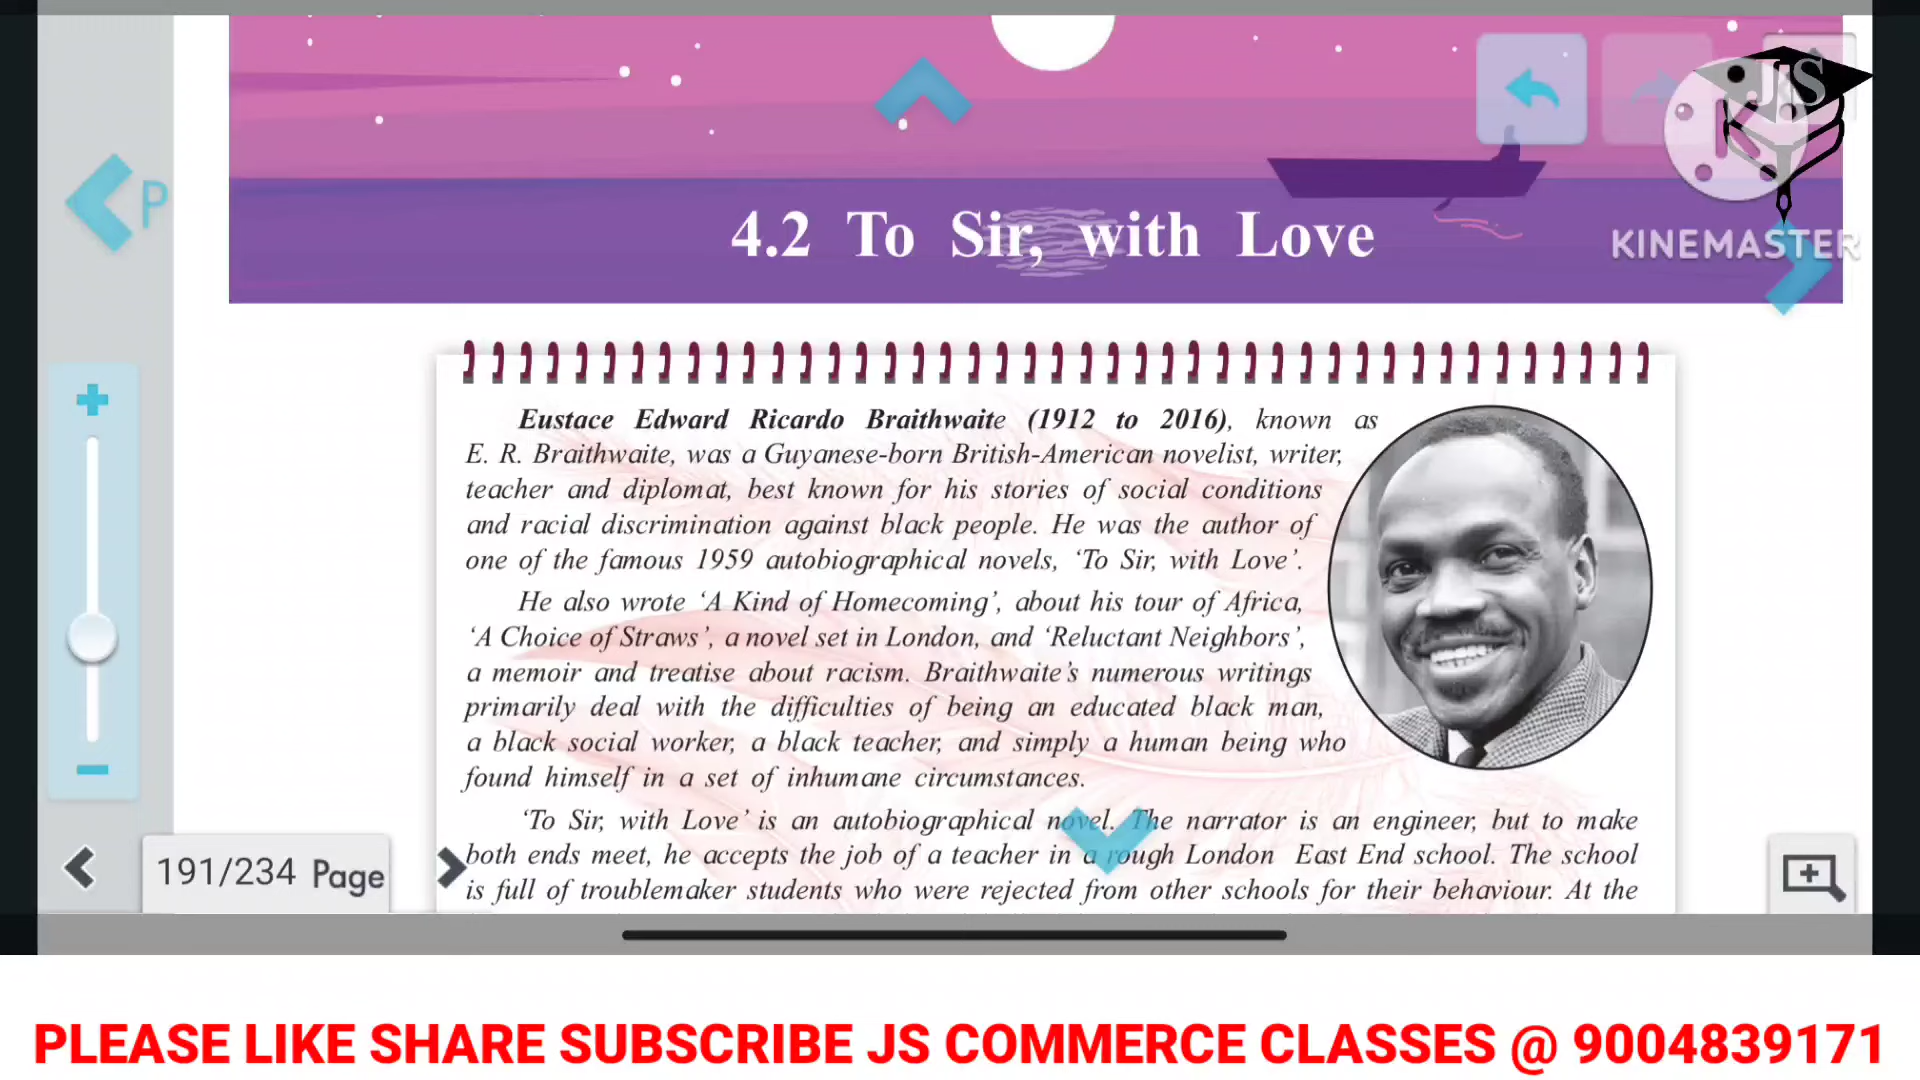 JS
K
P
4.2 To Sir, with Love
KINEMASTER
Eustace Edward Ricardo Braithwaite (1912 to 2016), known as
E. R. Braithwaite, was a Guyanese-born British-American novelist, writer,
teacher and diplomat, best known for his stories of social conditions
and racial discrimination against black people. He was the author of
one of the famous 1959 autobiographical novels, ‘To Sir, with Love’.
He also wrote ‘A Kind of Homecoming’, about his tour of Africa,
‘A Choice of Straws’, a novel set in London, and ‘Reluctant Neighbors’,
a memoir and treatise about racism. Braithwaite’s numerous writings
primarily deal with the difficulties of being an educated black man,
a black social worker, a black teacher, and simply a human being who
found himself in a set of inhumane circumstances.
‘To Sir, with Love’ is an autobiographical novel. The narrator is an engineer, but to make
both ends meet, he accepts the job of a teacher in a rough London East End school. The school
is full of troublemaker students who were rejected from other schools for their behaviour. At the
191/234 Page
PLEASE LIKE SHARE SUBSCRIBE JS COMMERCE CLASSES @ 9004839171